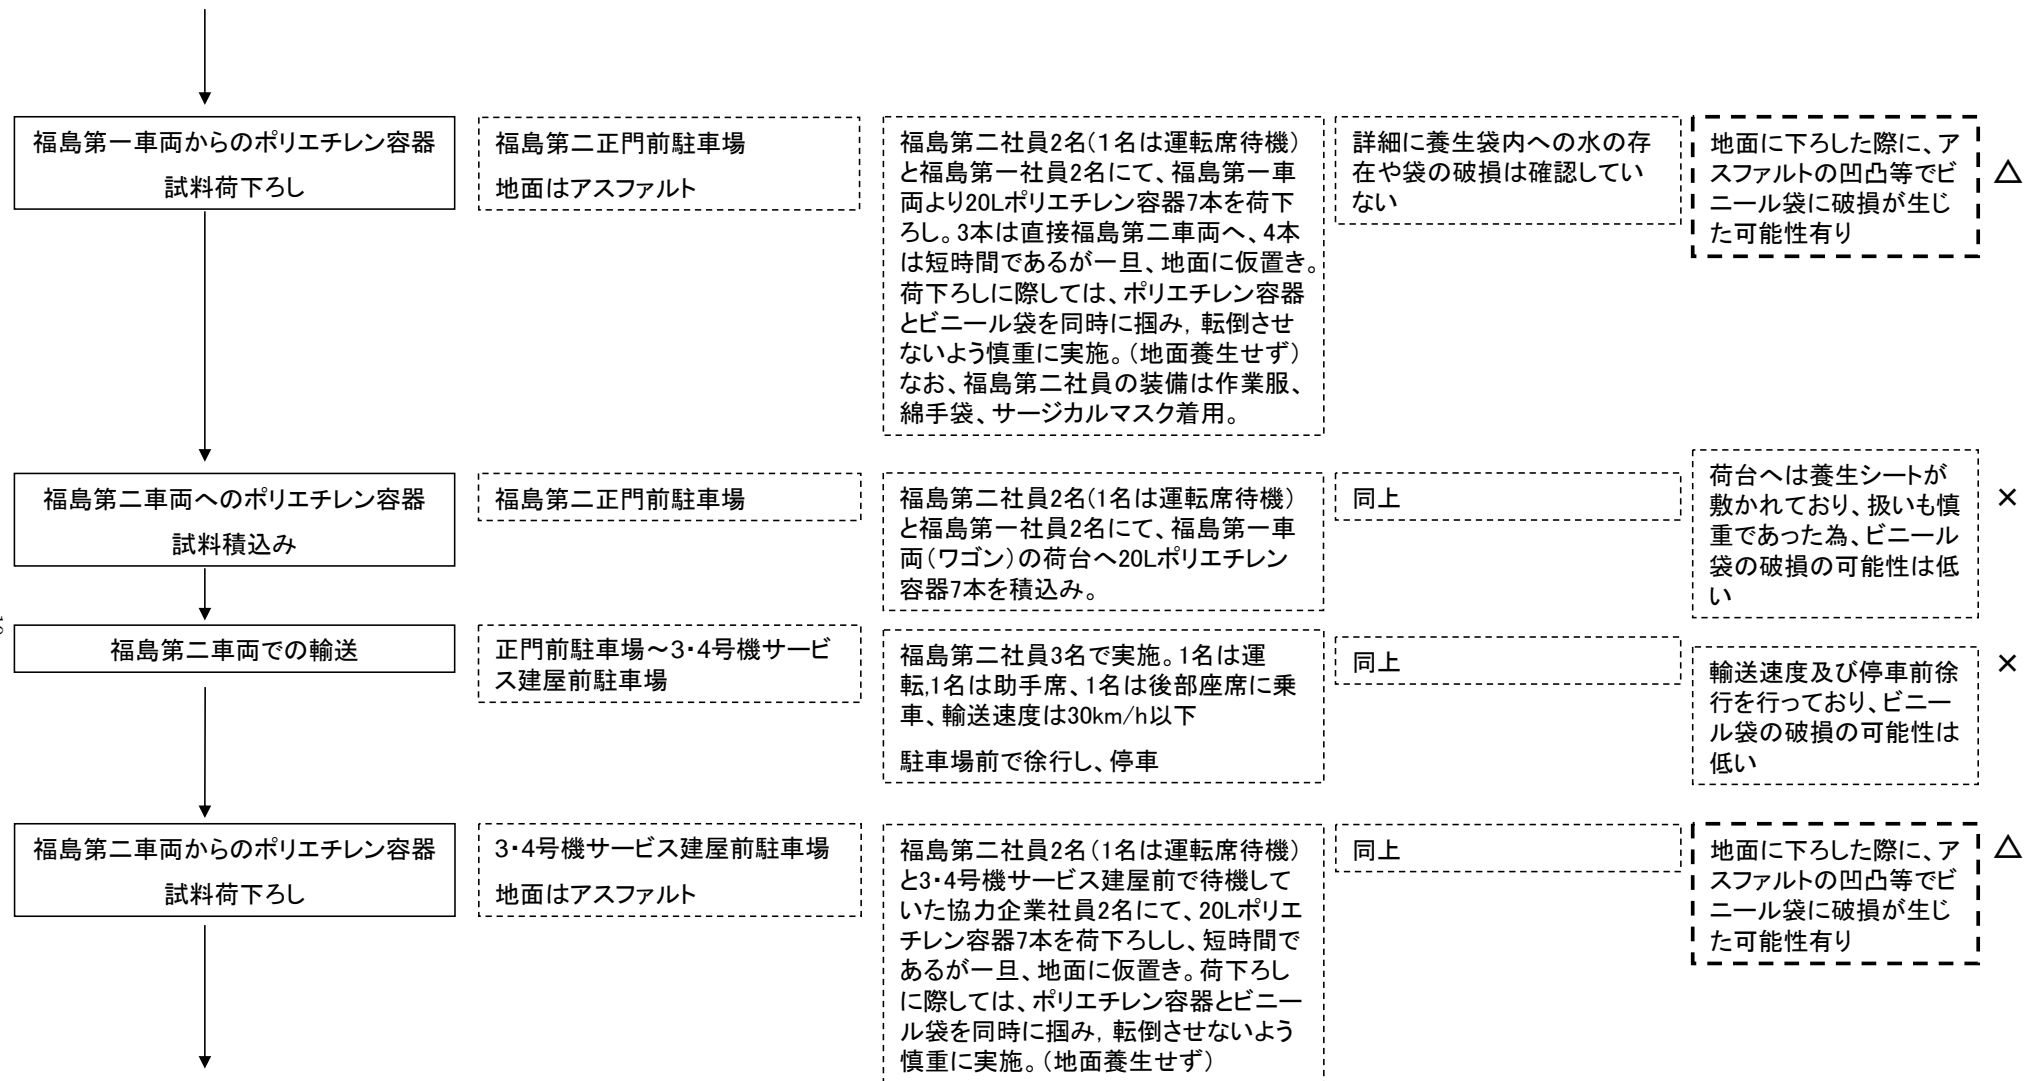 福島第一車両からのポリエチレン容器
試料荷下ろし
福島第二正門前駐車場
地面はアスファルト
福島第二社員2名(1名は運転席待機)
と福島第一社員2名にて、福島第一車
両より20Lポリエチレン容器7本を荷下
ろし。3本は直接福島第二車両へ、4本
は短時間であるが一旦、地面に仮置き。
荷下ろしに際しては、ポリエチレン容器
とビニール袋を同時に掴み, 転倒させ
ないよう慎重に実施。(地面養生せず)
なお、福島第二社員の装備は作業服、
綿手袋、サージカルマスク着用。
詳細に養生袋内への水の存
在や袋の破損は確認してい
ない
地面に下ろした際に、ア
スファルトの凹凸等でビ
ニール袋に破損が生じ
た可能性有り
△
福島第二車両へのポリエチレン容器
試料積込み
福島第二正門前駐車場
福島第二社員2名(1名は運転席待機)
と福島第一社員2名にて、福島第一車
両(ワゴン)の荷台へ20Lポリエチレン
容器7本を積込み。
同上
荷台へは養生シートが
敷かれており、扱いも慎
重であった為、ビニール
袋の破損の可能性は低
い
×
福島第二車両での輸送
正門前駐車場～3・4号機サービ
ス建屋前駐車場
福島第二社員3名で実施。1名は運
転,1名は助手席、1名は後部座席に乗
車、輸送速度は30km/h以下
駐車場前で徐行し、停車
同上
輸送速度及び停車前徐
行を行っており、ビニー
ル袋の破損の可能性は
低い
×
福島第二車両からのポリエチレン容器
試料荷下ろし
3・4号機サービス建屋前駐車場
地面はアスファルト
福島第二社員2名(1名は運転席待機)
と3・4号機サービス建屋前で待機して
いた協力企業社員2名にて、20Lポリエ
チレン容器7本を荷下ろしし、短時間で
あるが一旦、地面に仮置き。荷下ろし
に際しては、ポリエチレン容器とビニー
ル袋を同時に掴み, 転倒させないよう
慎重に実施。(地面養生せず)
同上
地面に下ろした際に、ア
スファルトの凹凸等でビ
ニール袋に破損が生じ
た可能性有り
△